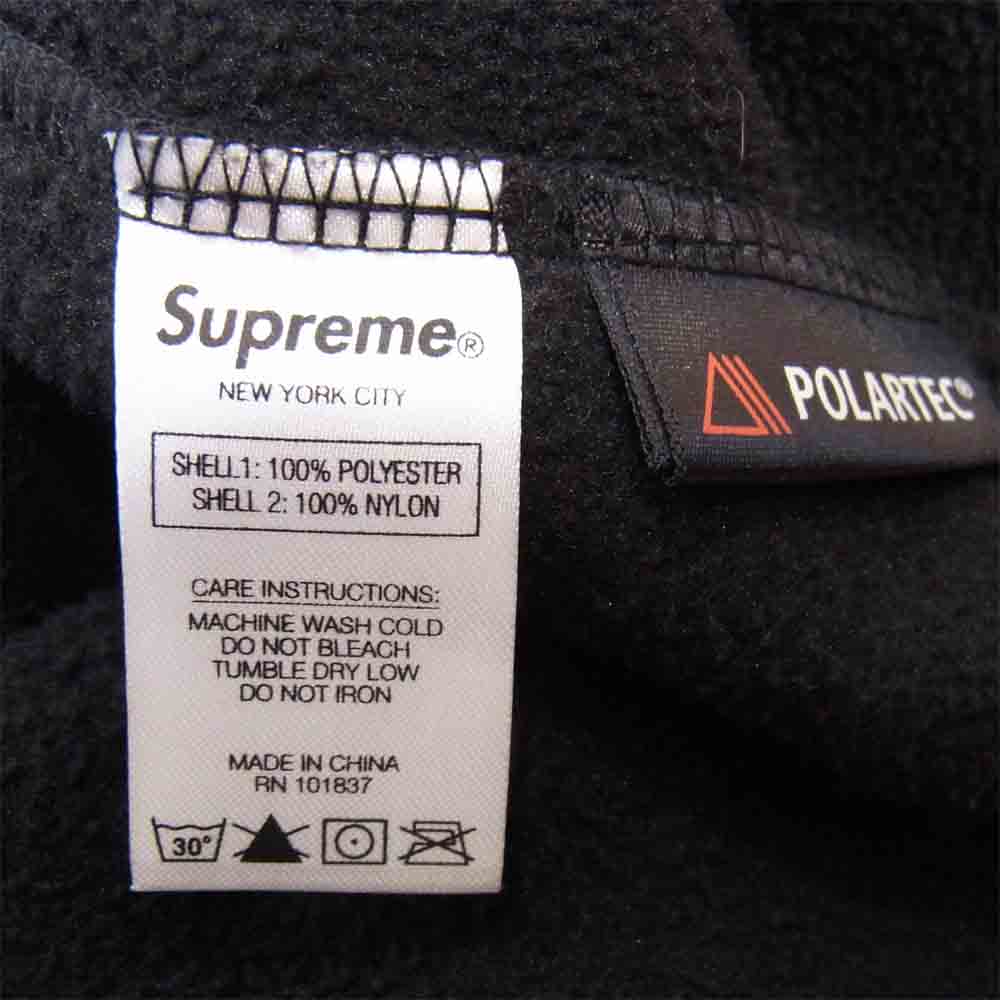 Supreme®
NEW YORK CITY
SHELL1: 100% POLYESTER
SHELL 2: 100% NYLON
CARE INSTRUCTIONS:
MACHINE WASH COLD
DO NOT BLEACH
TUMBLE DRY LOW
DO NOT IRON
MADE IN CHINA
RN 101837
30°
POLARTEC®